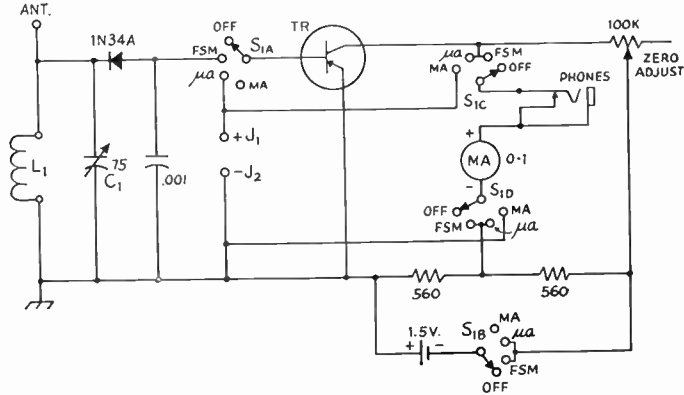 ANT.
1N34A
OFF
S1A
TR
100K
FSM
μa
MA
μa
FSM
MA
OFF
S1C
ZERO
ADJUST
PHONES
+J1
-J2
L1
.75
C1
.001
+
MA
0-1
-
S1D
OFF
MA
FSM
μa
560
560
1.5V.
+
-
S1B
MA
μa
FSM
OFF